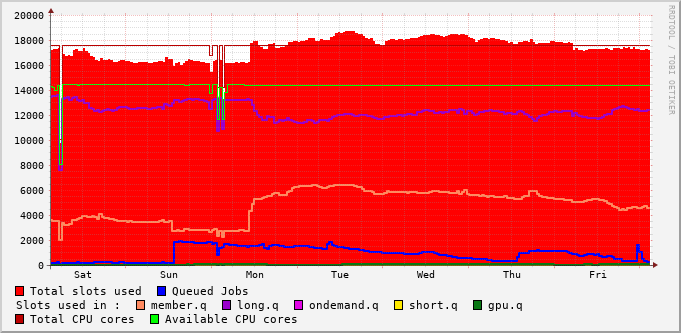 20000
18000
16000
14000
12000
10000
8000
6000
4000
2000
0
Sat Sun Mon Tue Wed Thu Fri
RRDTOOL / TOBI OETIKER
Total slots used Queued Jobs
Slots used in : member.q long.q ondemand.q short.q gpu.q
Total CPU cores Available CPU cores